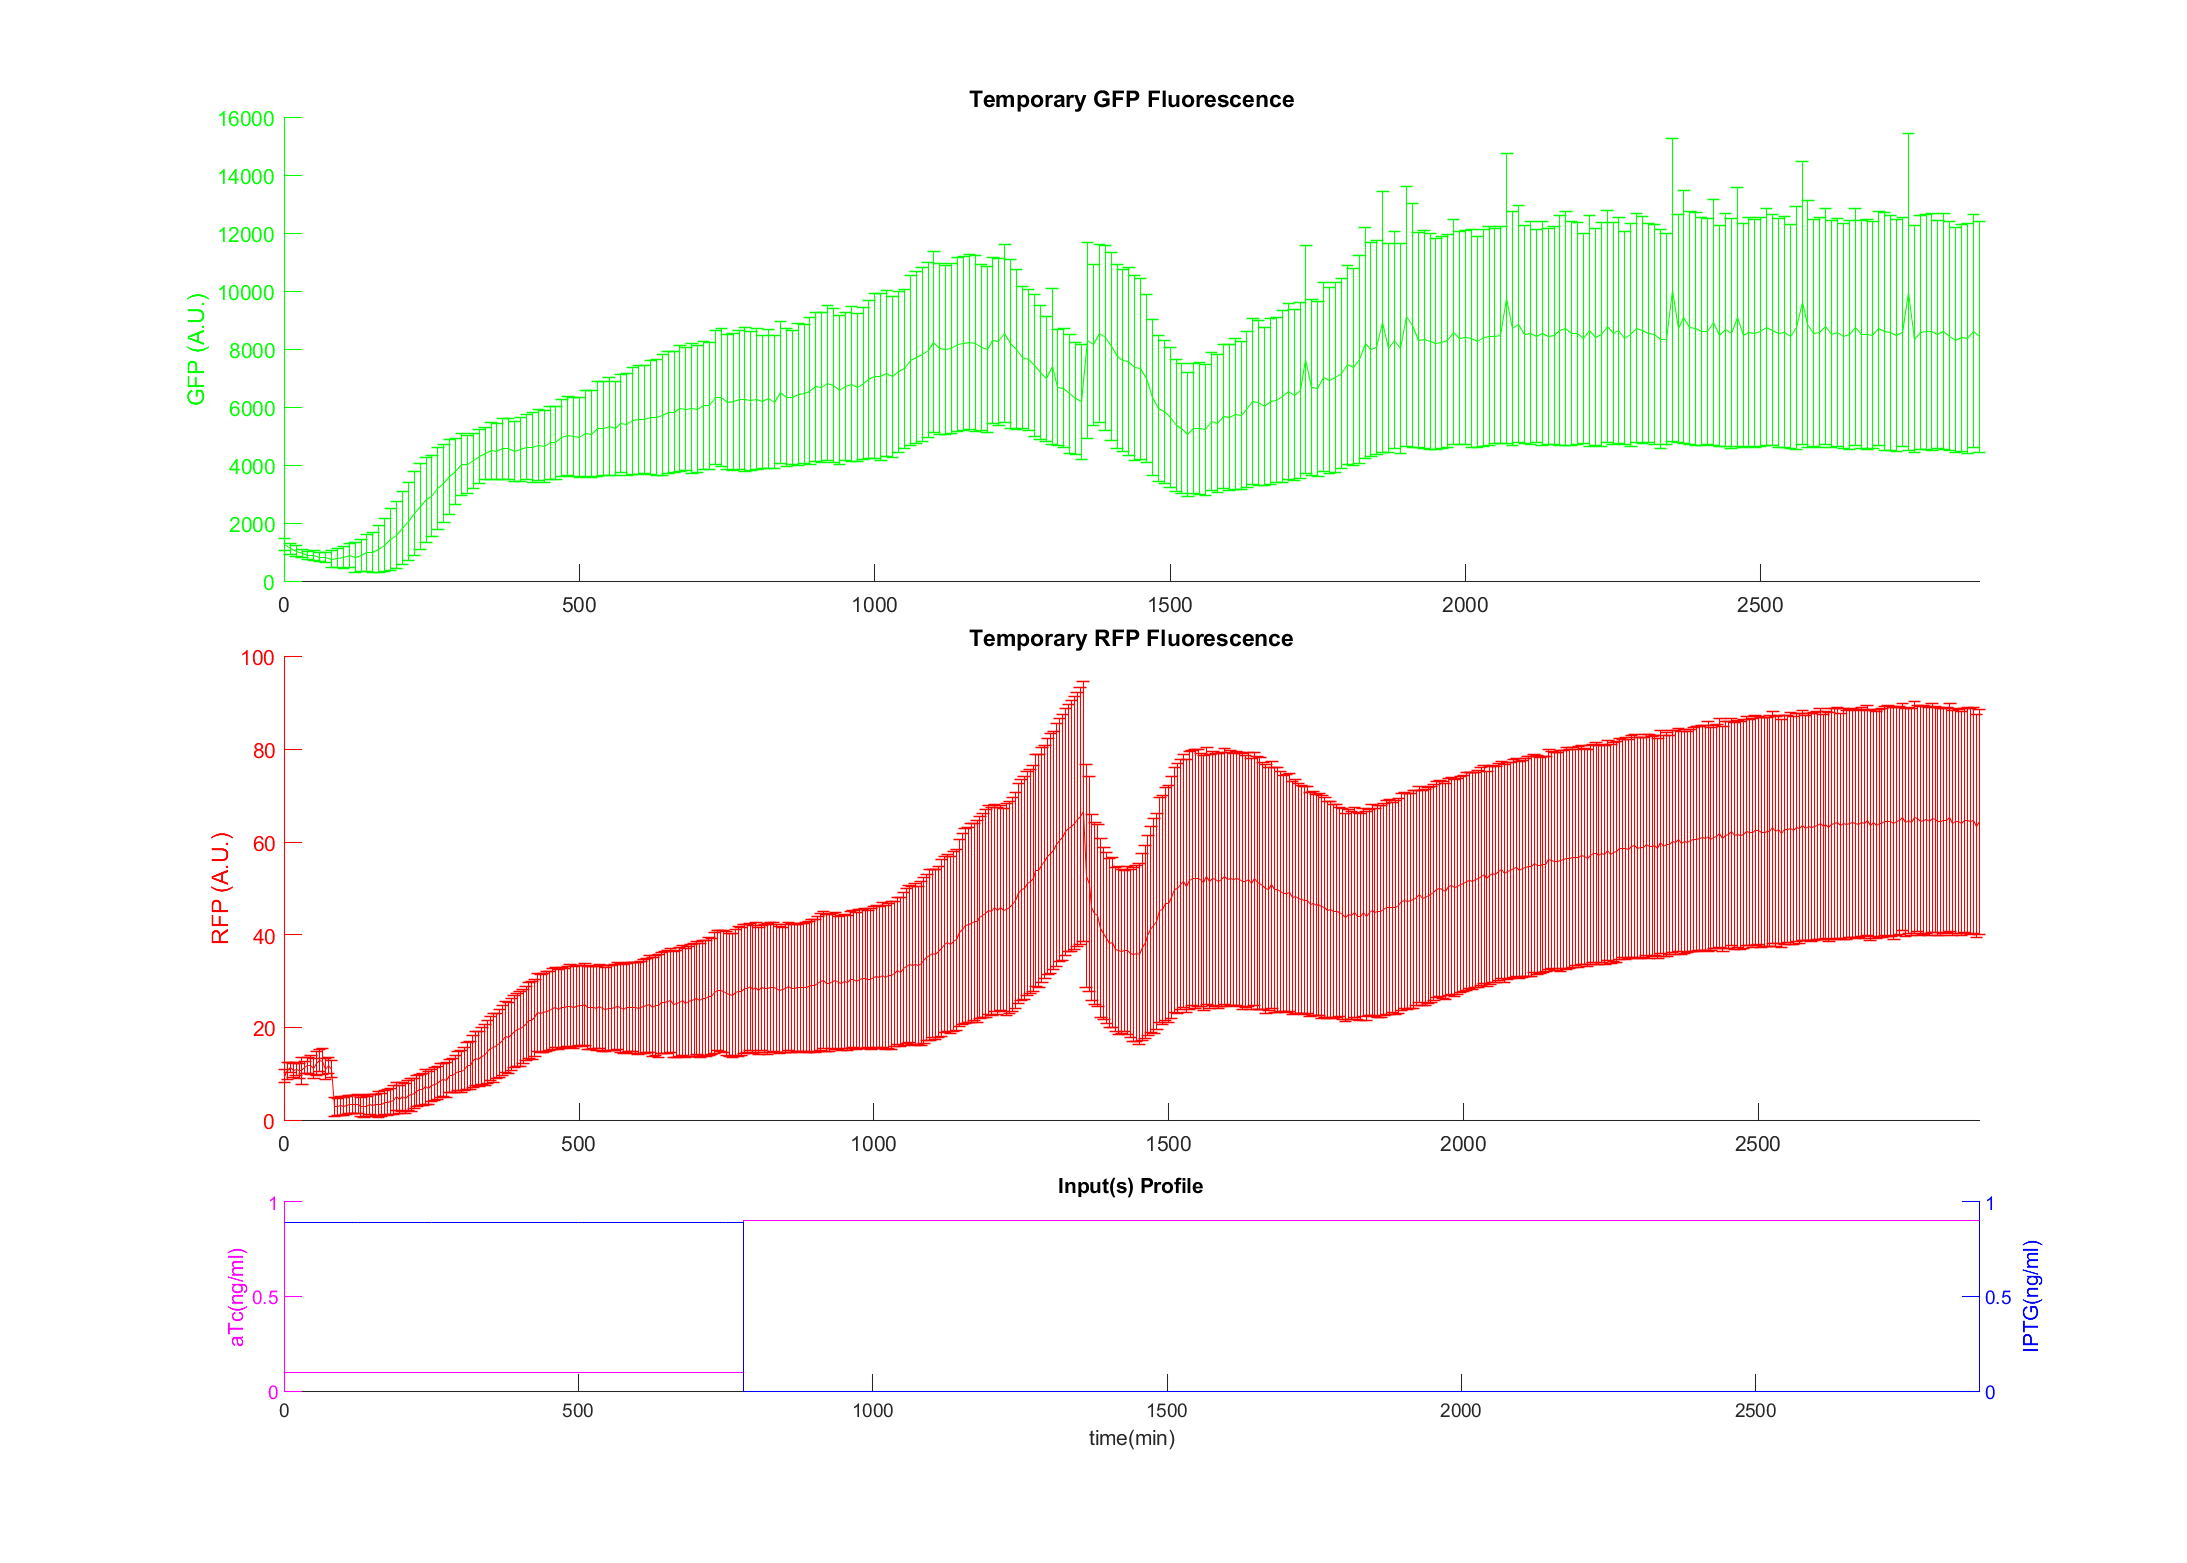 Temporary GFP Fluorescence
16000
14000
12000
10000
8000
6000
4000
2000
0
GFP (A.U.)
0 500 1000 1500 2000 2500
Temporary RFP Fluorescence
100
80
60
40
20
0
RFP (A.U.)
0 500 1000 1500 2000 2500
Input(s) Profile
1
0.5
0
aTc(ng/ml)
1
0.5
0
IPTG(ng/ml)
0 500 1000 1500 2000 2500
time(min)